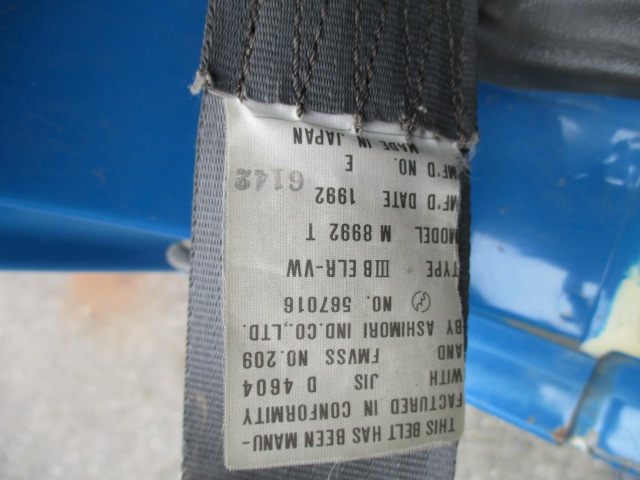 THIS BELT HAS BEEN MANU-
FACTURED IN CONFORMITY
WITH JIS D 4604
AND FMVSS NO.209
BY ASHIMORI IND.CO.,LTD.
NO. 567016
TYPE III B ELR-VW
MODEL M 8992 T
MF'D DATE 1992
MF'D NO. E 6142
MADE IN JAPAN